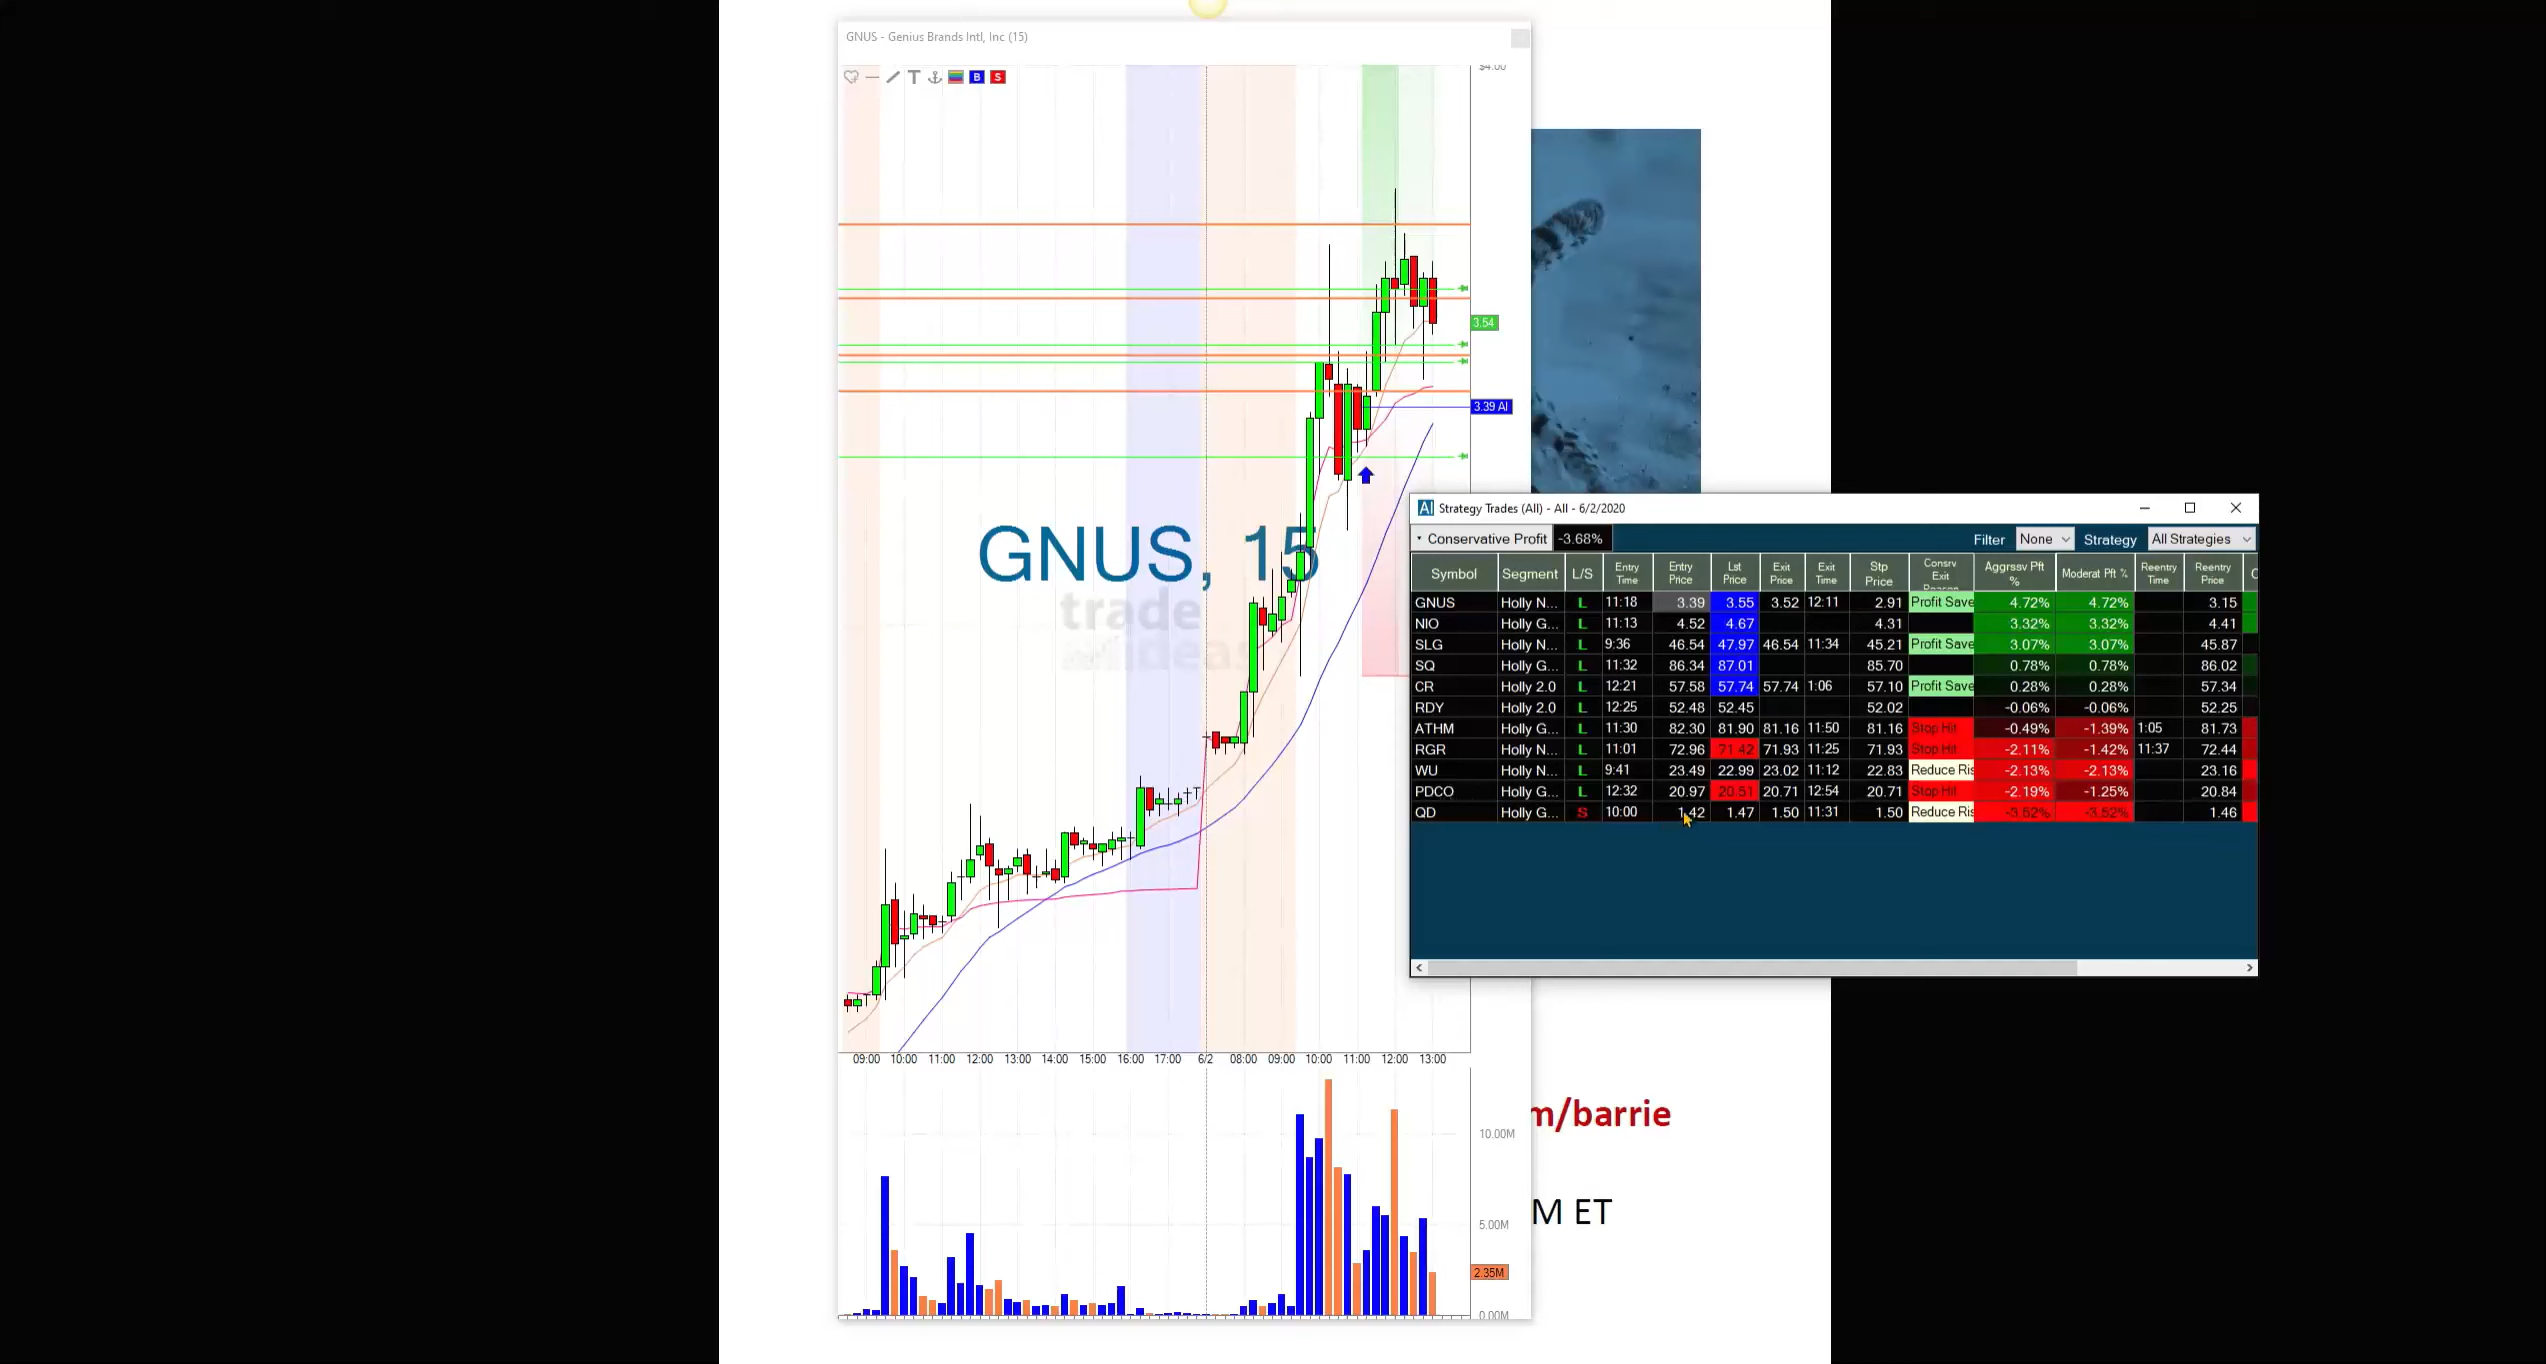 GNUS - Genius Brands Intl, Inc (15)
$4.00
T B S
3.54
3.39 AI
GNUS, 15
trade
ideas
09:00 10:00 11:00 12:00 13:00 14:00 15:00 16:00 17:00 6/2 08:00 09:00 10:00 11:00 12:00 13:00
10.00M
5.00M
2.35M
0.00M
AI Strategy Trades (All) - All - 6/2/2020
Conservative Profit -3.68% Filter None Strategy All Strategies
Symbol Segment L/S Entry Time Entry Price Lst Price Exit Price Exit Time Stp Price Consrv Exit Reason Aggrssv Pft % Moderat Pft % Reentry Time Reentry Price C
GNUS Holly N... L 11:18 3.39 3.55 3.52 12:11 2.91 Profit Save 4.72% 4.72% 3.15
NIO Holly G... L 11:13 4.52 4.67 4.31 3.32% 3.32% 4.41
SLG Holly N... L 9:36 46.54 47.97 46.54 11:34 45.21 Profit Save 3.07% 3.07% 45.87
SQ Holly G... L 11:32 86.34 87.01 85.70 0.78% 0.78% 86.02
CR Holly 2.0 L 12:21 57.58 57.74 57.74 1:06 57.10 Profit Save 0.28% 0.28% 57.34
RDY Holly 2.0 L 12:25 52.48 52.45 52.02 -0.06% -0.06% 52.25
ATHM Holly G... L 11:30 82.30 81.90 81.16 11:50 81.16 Stop Hit -0.49% -1.39% 1:05 81.73
RGR Holly N... L 11:01 72.96 71.42 71.93 11:25 71.93 Stop Hit -2.11% -1.42% 11:37 72.44
WU Holly N... L 9:41 23.49 22.99 23.02 11:12 22.83 Reduce Ris -2.13% -2.13% 23.16
PDCO Holly G... L 12:32 20.97 20.51 20.71 12:54 20.71 Stop Hit -2.19% -1.25% 20.84
QD Holly G... S 10:00 1.42 1.47 1.50 11:31 1.50 Reduce Ris -3.52% -3.52% 1.46
m/barrie
M ET